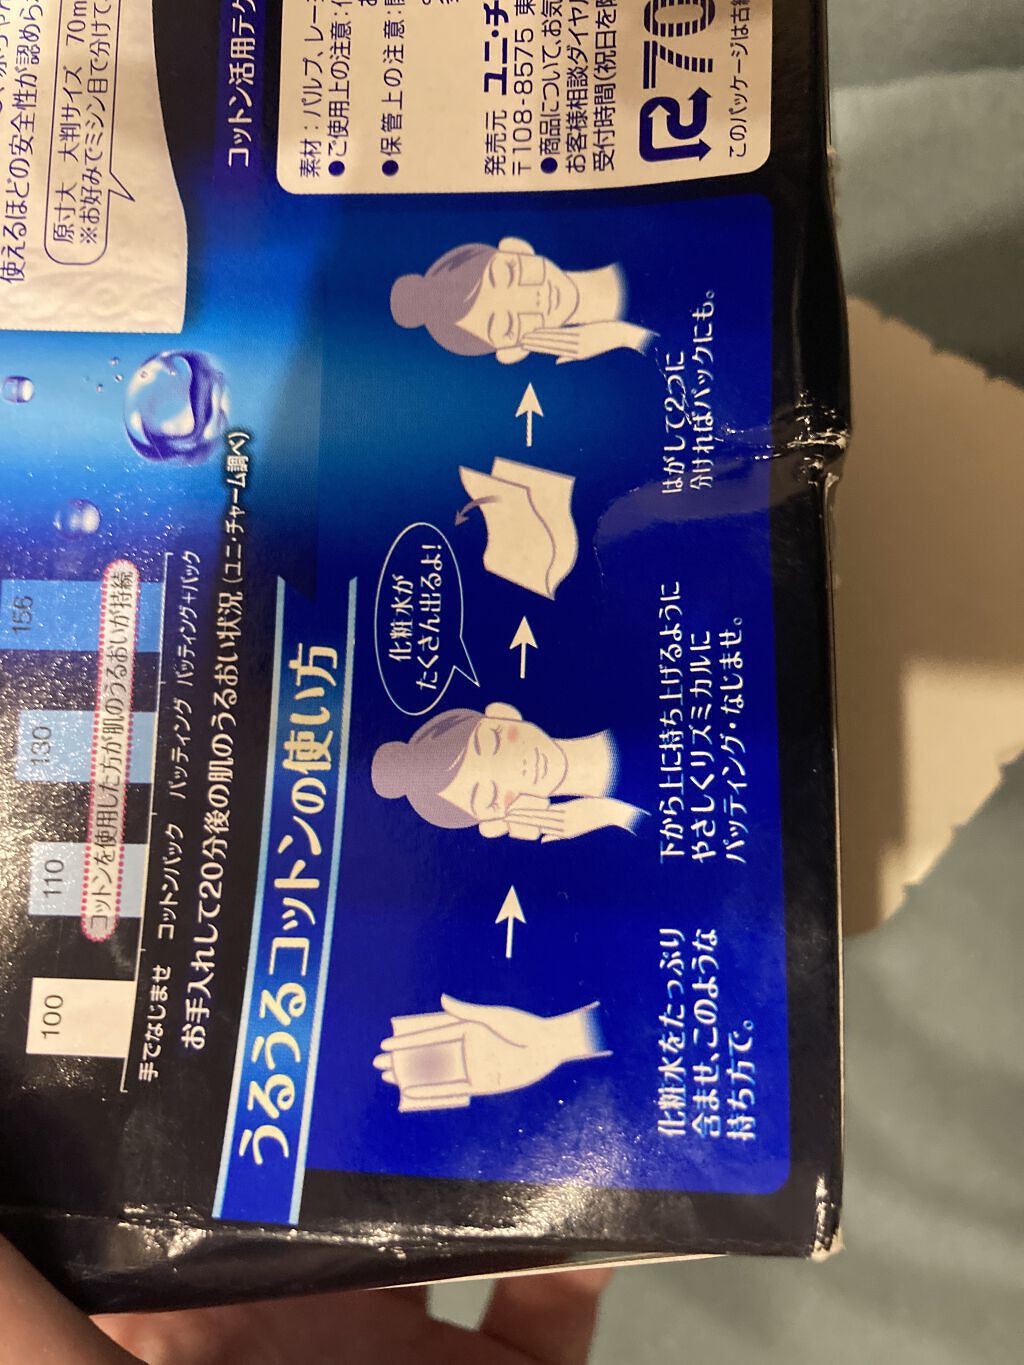 使えるほどの安全性が認めら
原寸大 大判サイズ 70m
※お好みでミシン目で分けて
100
110
130
156
コットンを使用した方が肌のうるおいが持続
手でなじませ コットンパック パッティング パッティング+パック
お手入れして20分後の肌のうるおい状況(ユニ・チャーム調べ)
うるうるコットンの使い方
化粧水が
たくさん出るよ!
化粧水をたっぷり
含ませ、このような
持ち方で。
下から上に持ち上げるように
やさしくリズミカルに
パッティング・なじませ。
はがして2つに
分ければパックにも。
コットン活用テク
素材:パルプ、レー
●ご使用上の注意:
●保管上の注意:
発売元 ユニ・チ
〒108-8575 東
●商品について、お気
お客様相談ダイヤル
受付時間(祝日を除
70
このパッケージは古紙